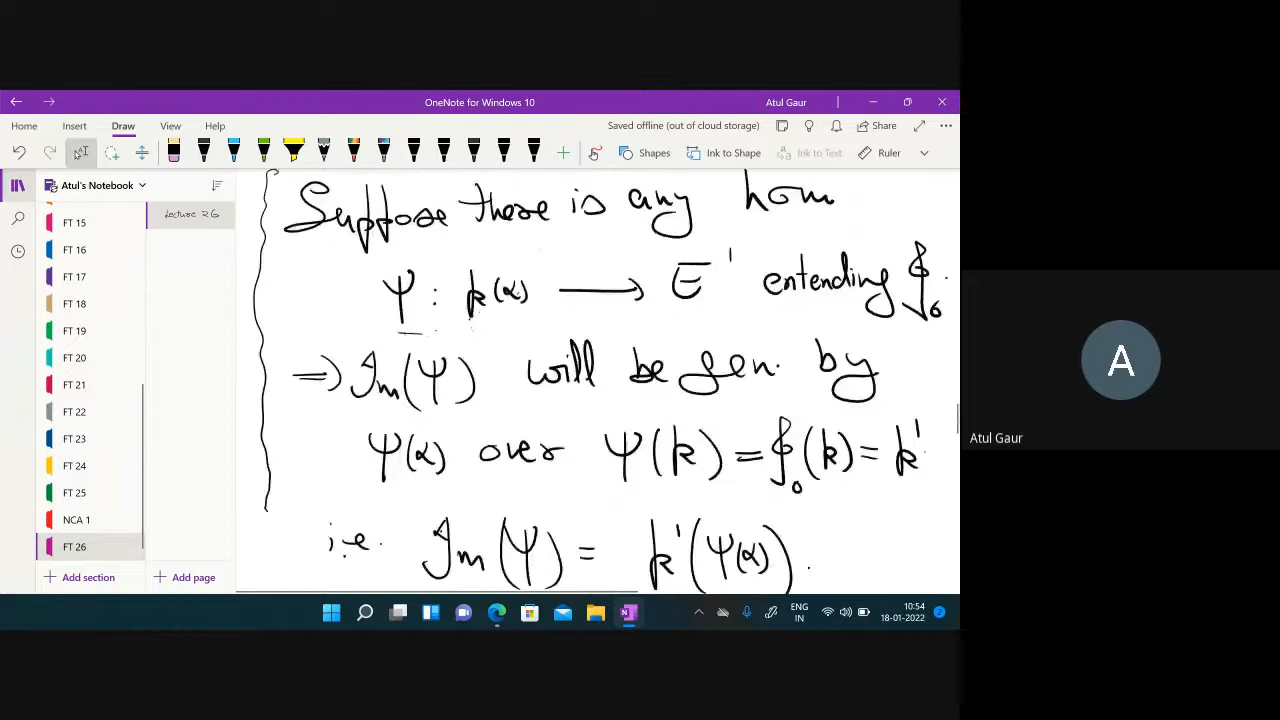 OneNote for Windows 10
Atul Gaur
Home Insert Draw View Help
Saved offline (out of cloud storage)
Share
Shapes
Ink to Shape
Ink to Text
Ruler
Atul's Notebook
FT 15
FT 16
FT 17
FT 18
FT 19
FT 20
FT 21
FT 22
FT 23
FT 24
FT 25
NCA 1
FT 26
Add section
Lecture 26
Add page
Suppose there is any hom
Ψ : k(α) ⟶ E' entending ϕ₀.
⇒ Im(Ψ) will be gen. by
Ψ(α) over Ψ(k) = ϕ₀(k) = k'
i.e. Im(Ψ) = k'(Ψ(α)).
A
Atul Gaur
ENG
IN
10:54
18-01-2022
2